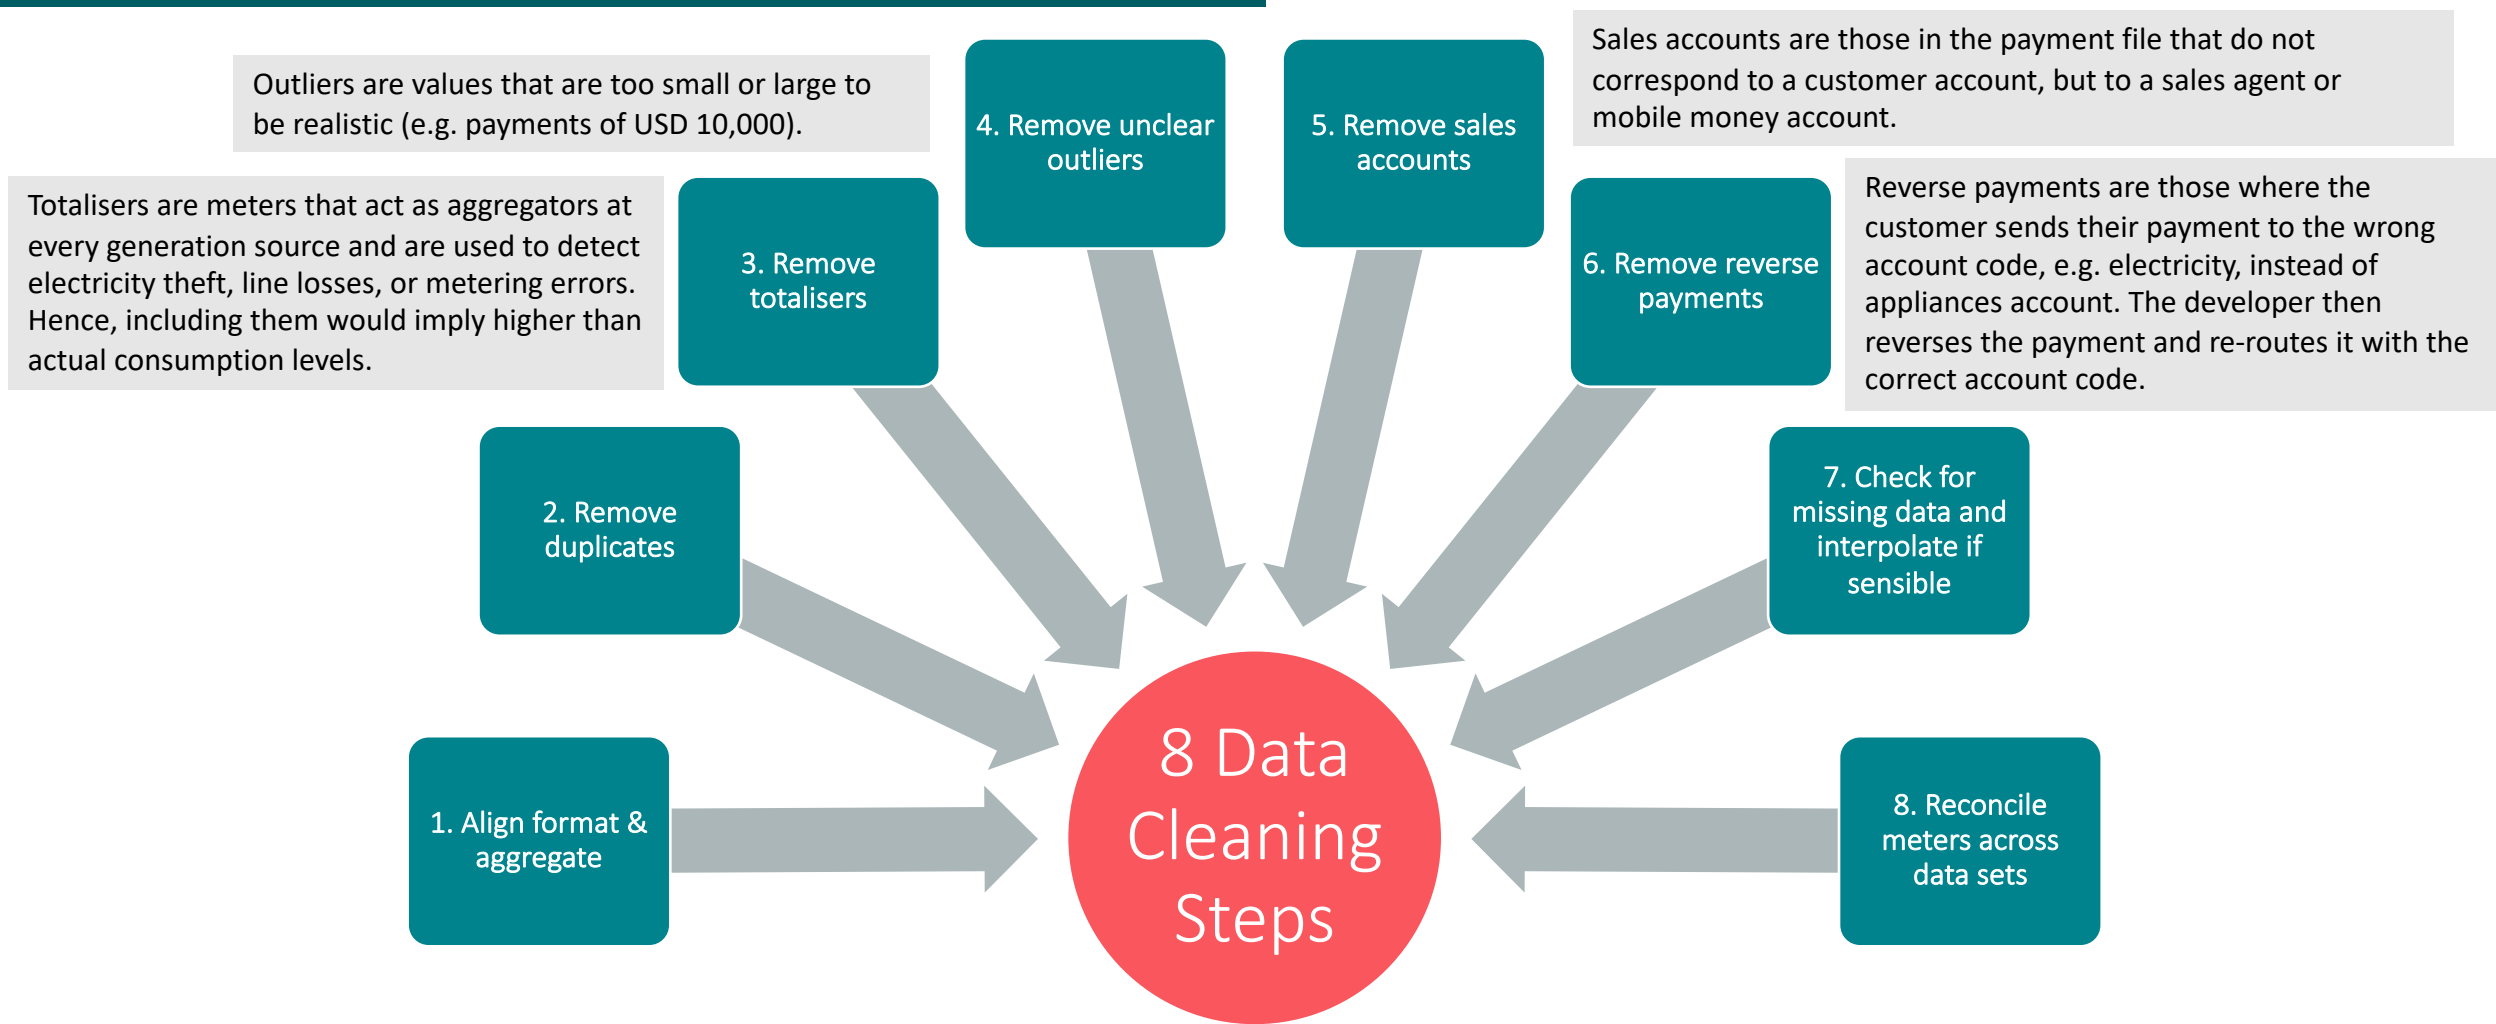 Outliers are values that are too small or large to
be realistic (e.g. payments of USD 10,000).
Totalisers are meters that act as aggregators at
every generation source and are used to detect
electricity theft, line losses, or metering errors.
Hence, including them would imply higher than
actual consumption levels.
Sales accounts are those in the payment file that do not
correspond to a customer account, but to a sales agent or
mobile money account.
Reverse payments are those where the
customer sends their payment to the wrong
account code, e.g. electricity, instead of
appliances account. The developer then
reverses the payment and re-routes it with the
correct account code.
1. Align format &
aggregate
2. Remove
duplicates
3. Remove
totalisers
4. Remove unclear
outliers
5. Remove sales
accounts
6. Remove reverse
payments
7. Check for
missing data and
interpolate if
sensible
8. Reconcile
meters across
data sets
8 Data
Cleaning
Steps